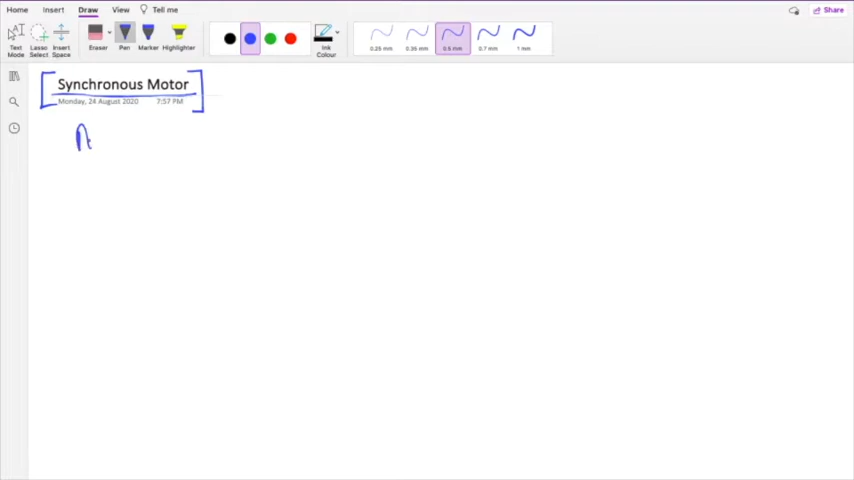 Home Insert Draw View Tell me Share
Text Mode Lasso Select Insert Space Eraser Pen Marker Highlighter Ink Colour 0.25 mm 0.35 mm 0.5 mm 0.7 mm 1 mm
Synchronous Motor
Monday, 24 August 2020 7:57 PM